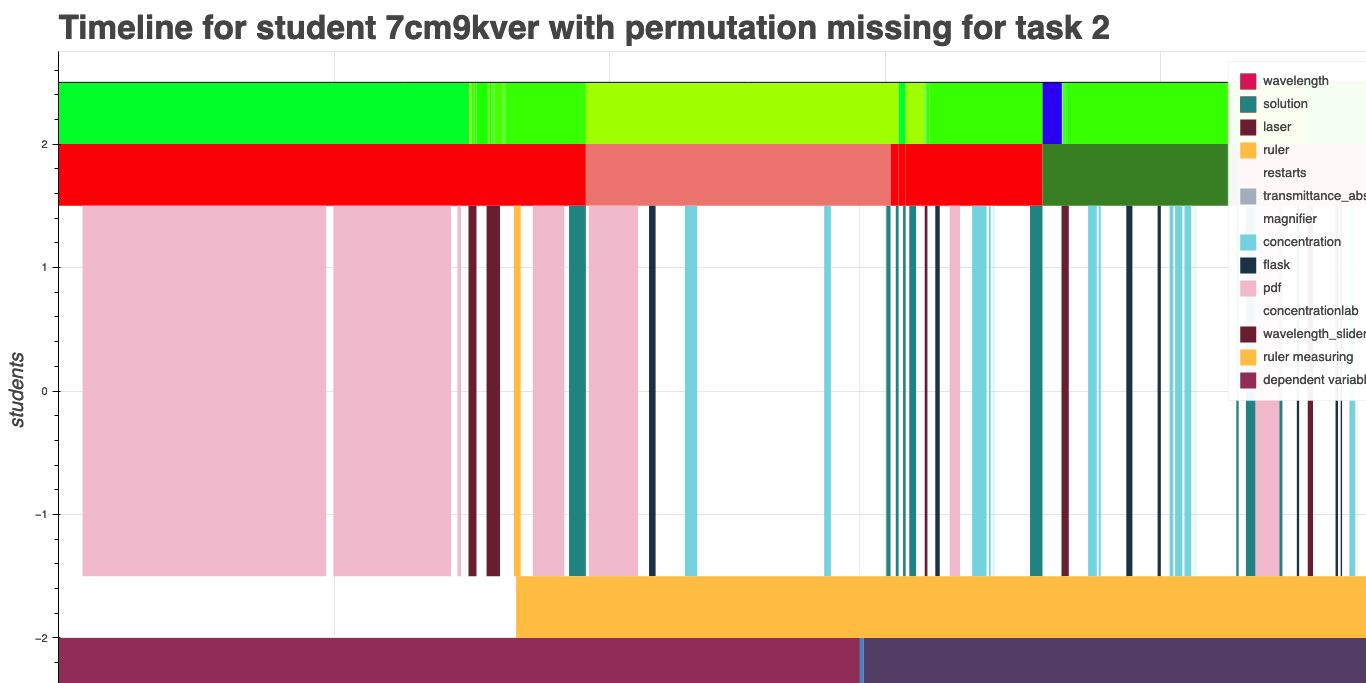 Timeline for student 7cm9kver with permutation missing for task 2
wavelength
solution
laser
ruler
restarts
transmittance_abs
magnifier
concentration
flask
pdf
concentrationlab
wavelength_slider
ruler measuring
dependent variabl
2
1
0
−1
−2
students